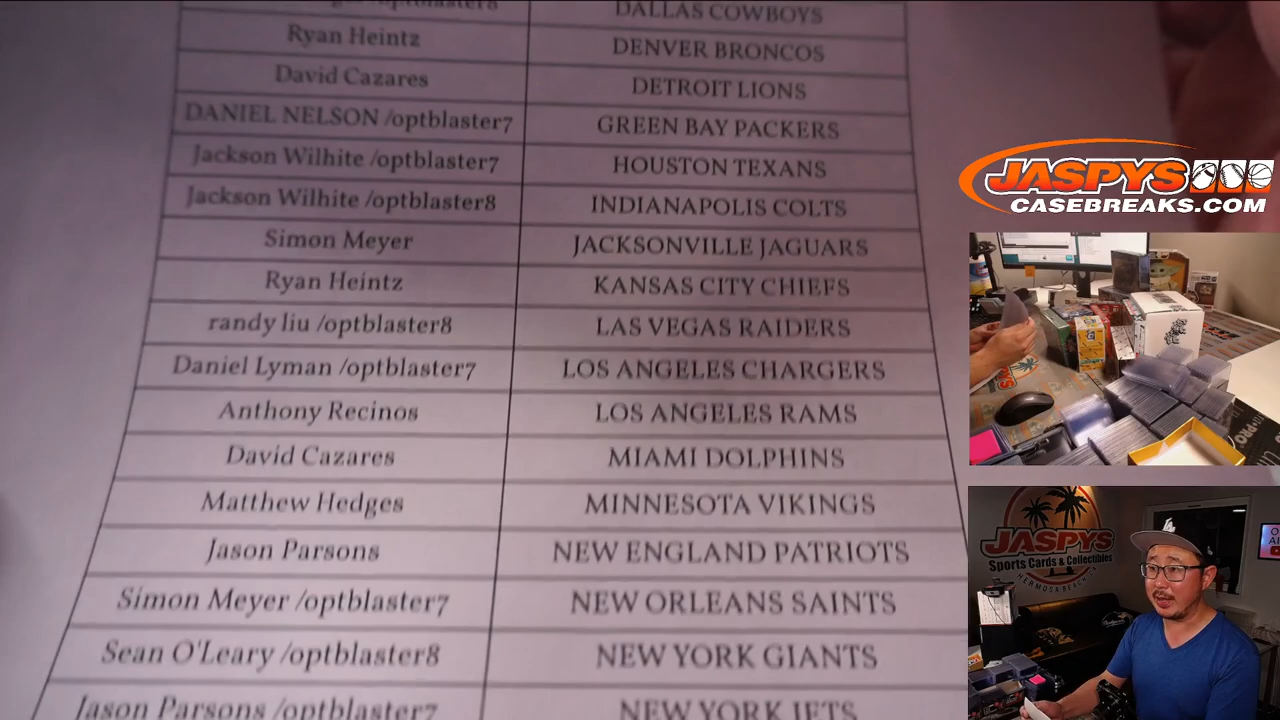 /optblaster8 DALLAS COWBOYS
Ryan Heintz DENVER BRONCOS
David Cazares DETROIT LIONS
DANIEL NELSON /optblaster7 GREEN BAY PACKERS
Jackson Wilhite /optblaster7 HOUSTON TEXANS
Jackson Wilhite /optblaster8 INDIANAPOLIS COLTS
Simon Meyer JACKSONVILLE JAGUARS
Ryan Heintz KANSAS CITY CHIEFS
randy liu /optblaster8 LAS VEGAS RAIDERS
Daniel Lyman /optblaster7 LOS ANGELES CHARGERS
Anthony Recinos LOS ANGELES RAMS
David Cazares MIAMI DOLPHINS
Matthew Hedges MINNESOTA VIKINGS
Jason Parsons NEW ENGLAND PATRIOTS
Simon Meyer /optblaster7 NEW ORLEANS SAINTS
Sean O'Leary /optblaster8 NEW YORK GIANTS
Jason Parsons /optblaster7 NEW YORK JETS
JASPYS
CASEBREAKS.COM
JASPYS
Sports Cards & Collectibles
HERMOSA BEACH, CA